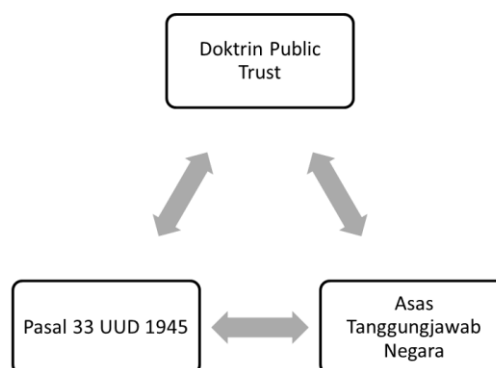 Doktrin Public
Trust
Pasal 33 UUD 1945
Asas
Tanggungjawab
Negara